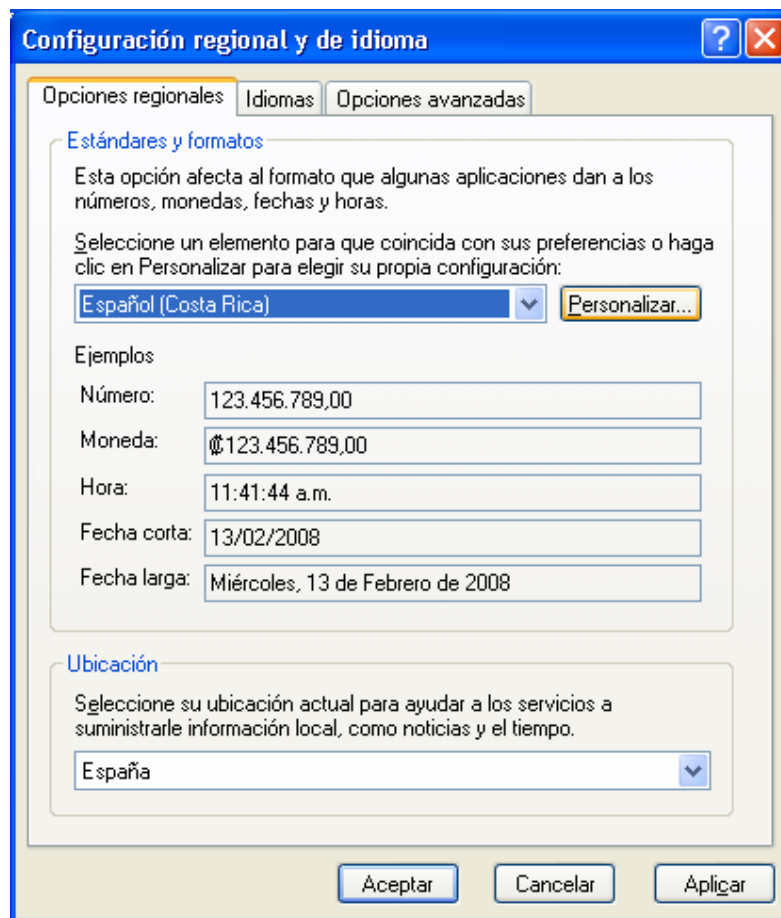 Configuración regional y de idioma
Opciones regionales Idiomas Opciones avanzadas
Estándares y formatos
Esta opción afecta al formato que algunas aplicaciones dan a los
números, monedas, fechas y horas.
Seleccione un elemento para que coincida con sus preferencias o haga
clic en Personalizar para elegir su propia configuración:
Español (Costa Rica) Personalizar...
Ejemplos
Número: 123.456.789,00
Moneda: ₡123.456.789,00
Hora: 11:41:44 a.m.
Fecha corta: 13/02/2008
Fecha larga: Miércoles, 13 de Febrero de 2008
Ubicación
Seleccione su ubicación actual para ayudar a los servicios a
suministrarle información local, como noticias y el tiempo.
España
Aceptar Cancelar Aplicar